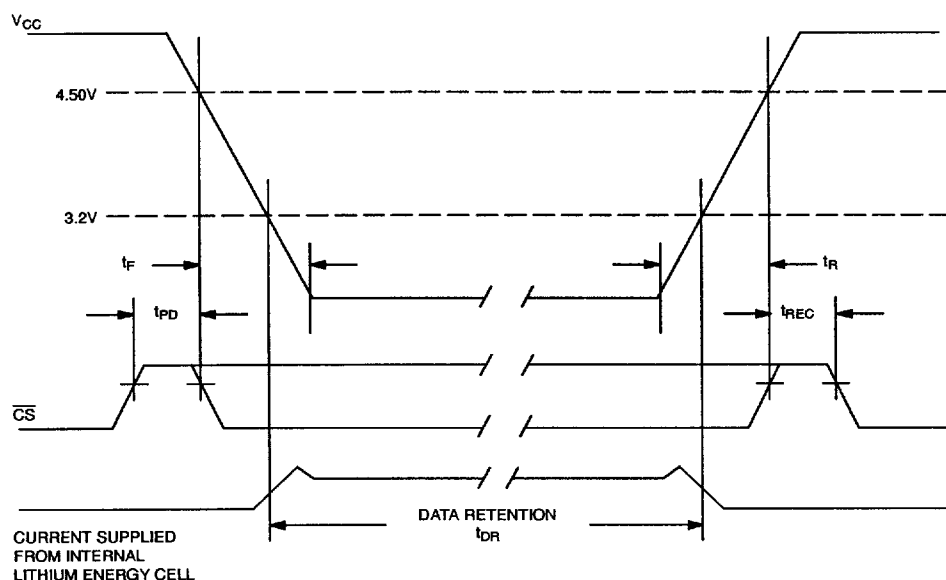 VCC
4.50V
3.2V
tF
tR
tPD
tREC
CS
DATA RETENTION
tDR
CURRENT SUPPLIED
FROM INTERNAL
LITHIUM ENERGY CELL